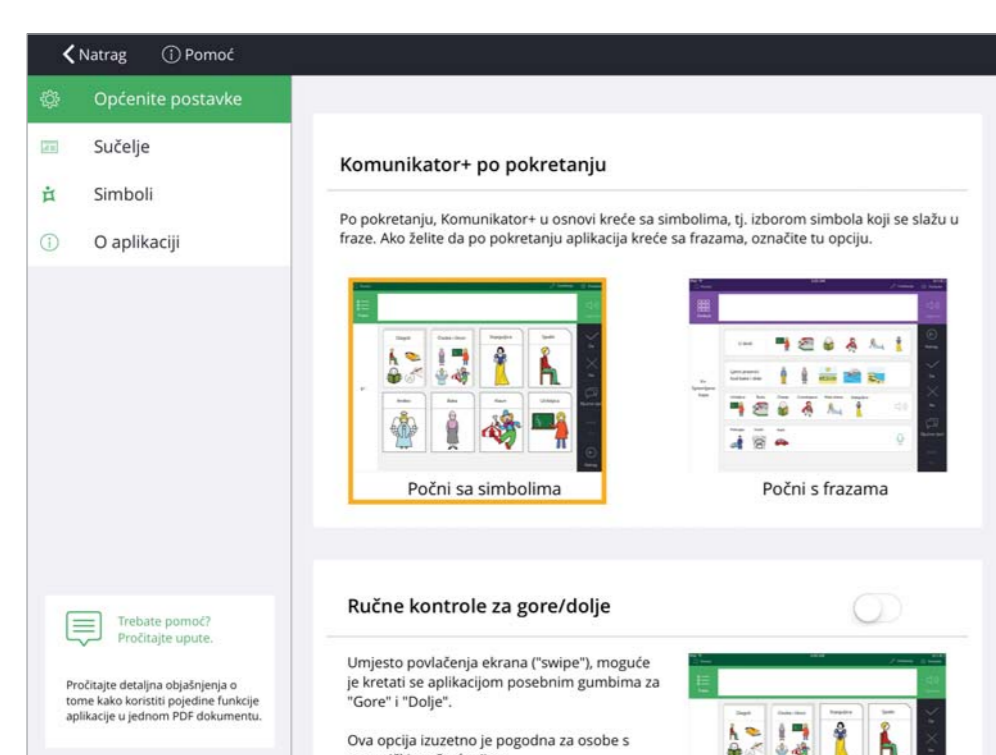 Natrag
Pomoć
Općenite postavke
Sučelje
Simboli
O aplikaciji
Trebate pomoć?
Pročitajte upute.
Pročitajte detaljna objašnjenja o
tome kako koristiti pojedine funkcije
aplikacije u jednom PDF dokumentu.
Komunikator+ po pokretanju
Po pokretanju, Komunikator+ u osnovi kreće sa simbolima, tj. izborom simbola koji se slažu u
fraze. Ako želite da po pokretanju aplikacija kreće sa frazama, označite tu opciju.
Počni sa simbolima
Počni s frazama
Ručne kontrole za gore/dolje
Umjesto povlačenja ekrana ("swipe"), moguće
je kretati se aplikacijom posebnim gumbima za
"Gore" i "Dolje".
Ova opcija izuzetno je pogodna za osobe s